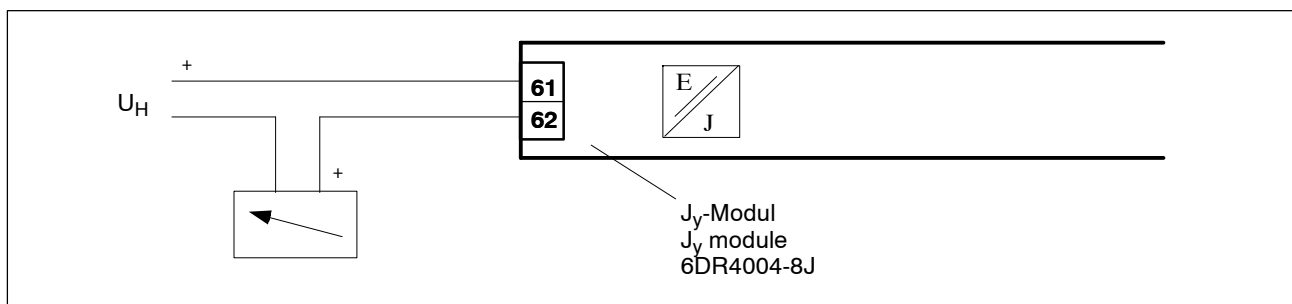 +
U_H
61
62
E
J
+
J_y-Modul
J_y module
6DR4004-8J